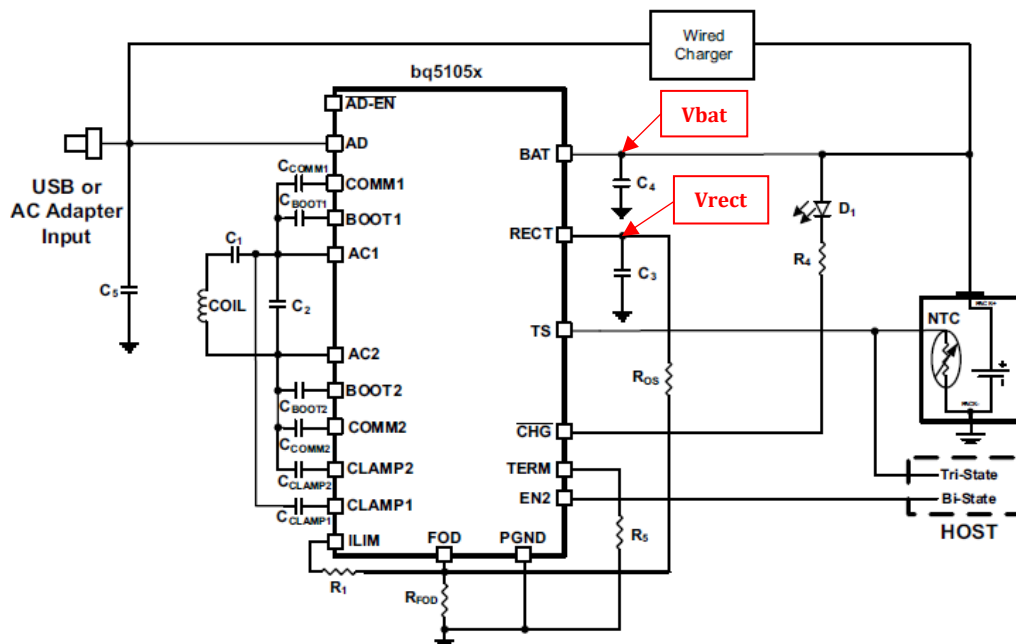 Wired
Charger
bq5105x
AD-EN
AD
USB or
AC Adapter
Input
CCOMM1
COMM1
CBOOT1
BOOT1
C1
AC1
C5
COIL
C2
AC2
BOOT2
CBOOT2
COMM2
CCOMM2
CLAMP2
CCLAMP2
CLAMP1
CCLAMP1
ILIM
FOD
PGND
R1
RFOD
Vbat
BAT
C4
Vrect
RECT
C3
D1
R4
TS
NTC
PACK+
+
-
PACK-
ROS
CHG
TERM
EN2
R5
Tri-State
Bi-State
HOST